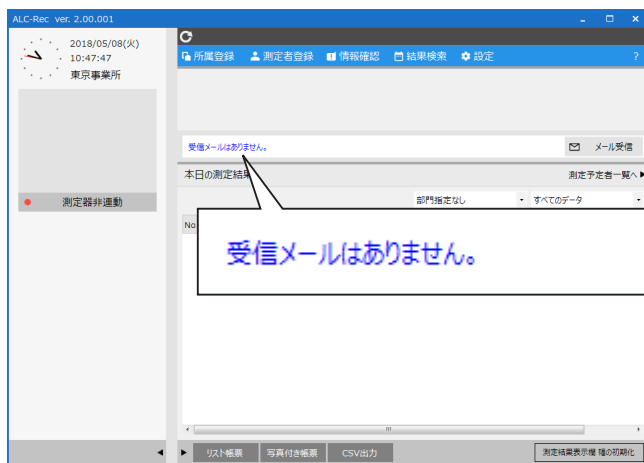 ALC-Rec ver. 2.00.001
2018/05/08(火)
10:47:47
東京事業所
測定器非連動
所属登録 測定者登録 情報確認 結果検索 設定 ?
受信メールはありません。 メール受信
本日の測定結果 測定予定者一覧へ
部門指定なし すべてのデータ
No.
受信メールはありません。
リスト帳票 写真付き帳票 CSV出力 測定結果表示欄 幅の初期化